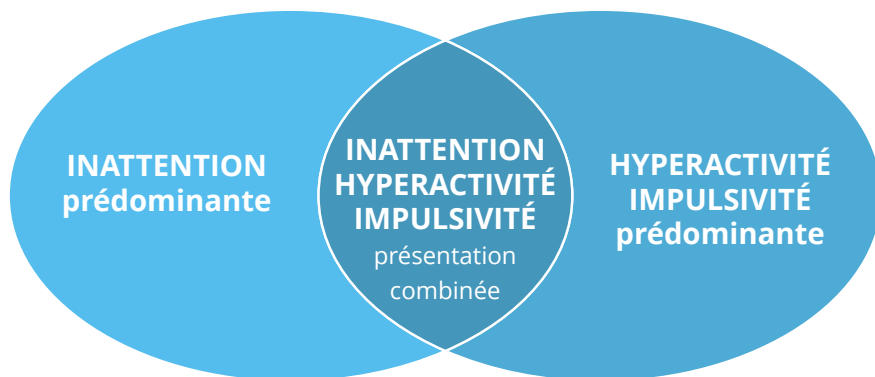 INATTENTION
prédominante
INATTENTION
HYPERACTIVITÉ
IMPULSIVITÉ
présentation
combinée
HYPERACTIVITÉ
IMPULSIVITÉ
prédominante